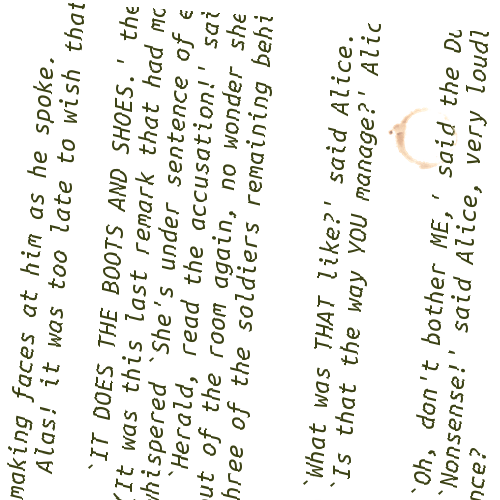 making faces at him as he spoke.
Alas! it was too late to wish that
`IT DOES THE BOOTS AND SHOES.' the
(It was this last remark that had
whispered `She's under sentence of
`Herald, read the accusation!' sai
out of the room again, no wonder she
three of the soldiers remaining behi
`What was THAT like?' said Alice.
`Is that the way YOU manage?' Alic
`Oh, don't bother ME,' said the Du
`Nonsense!' said Alice, very loudl
nce?